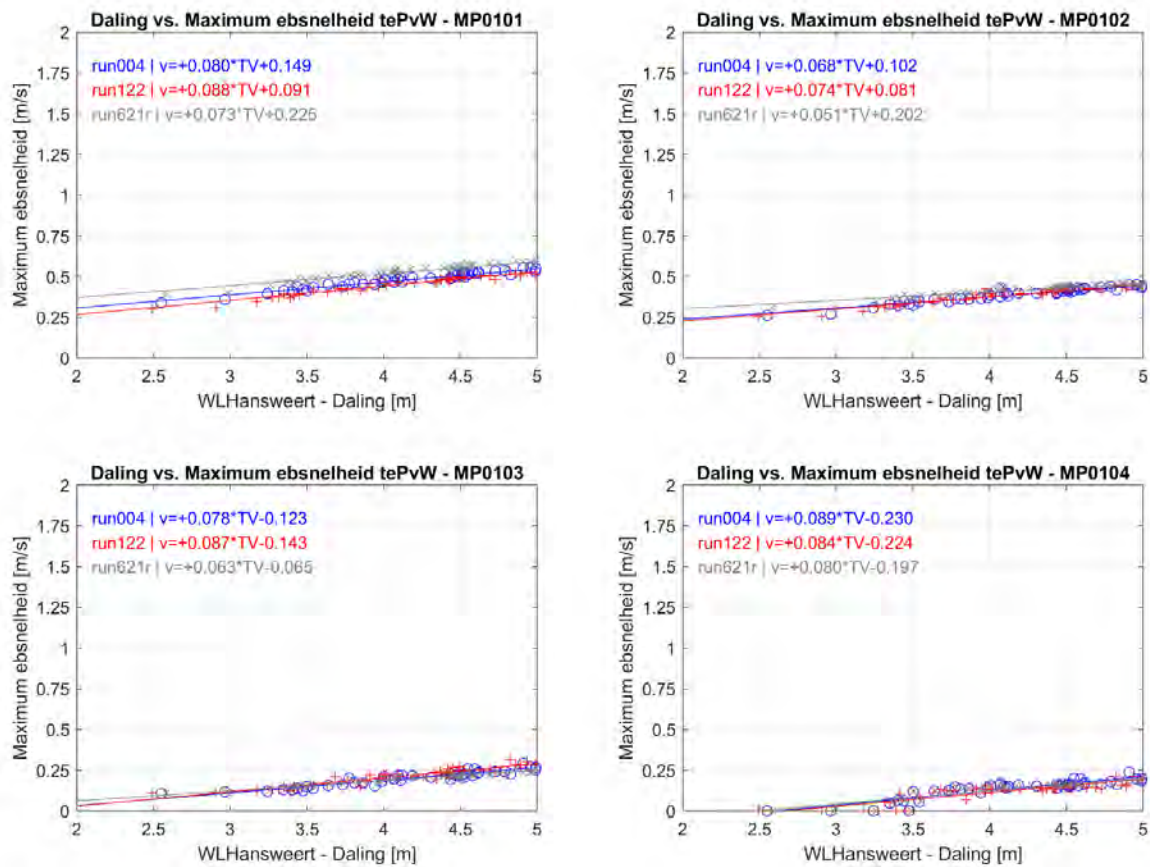 Daling vs. Maximum ebsnelheid tePvW - MP0101
Maximum ebsnelheid [m/s]
2
1.75
1.5
1.25
1
0.75
0.5
0.25
0
run004 | v=+0.080*TV+0.149
run122 | v=+0.088*TV+0.091
run621r | v=+0.073*TV+0.225
2 2.5 3 3.5 4 4.5 5
WLHansweert - Daling [m]
Daling vs. Maximum ebsnelheid tePvW - MP0102
Maximum ebsnelheid [m/s]
2
1.75
1.5
1.25
1
0.75
0.5
0.25
0
run004 | v=+0.068*TV+0.102
run122 | v=+0.074*TV+0.081
run621r | v=+0.051*TV+0.202
2 2.5 3 3.5 4 4.5 5
WLHansweert - Daling [m]
Daling vs. Maximum ebsnelheid tePvW - MP0103
Maximum ebsnelheid [m/s]
2
1.75
1.5
1.25
1
0.75
0.5
0.25
0
run004 | v=+0.078*TV-0.123
run122 | v=+0.087*TV-0.143
run621r | v=+0.063*TV-0.065
2 2.5 3 3.5 4 4.5 5
WLHansweert - Daling [m]
Daling vs. Maximum ebsnelheid tePvW - MP0104
Maximum ebsnelheid [m/s]
2
1.75
1.5
1.25
1
0.75
0.5
0.25
0
run004 | v=+0.089*TV-0.230
run122 | v=+0.084*TV-0.224
run621r | v=+0.080*TV-0.197
2 2.5 3 3.5 4 4.5 5
WLHansweert - Daling [m]